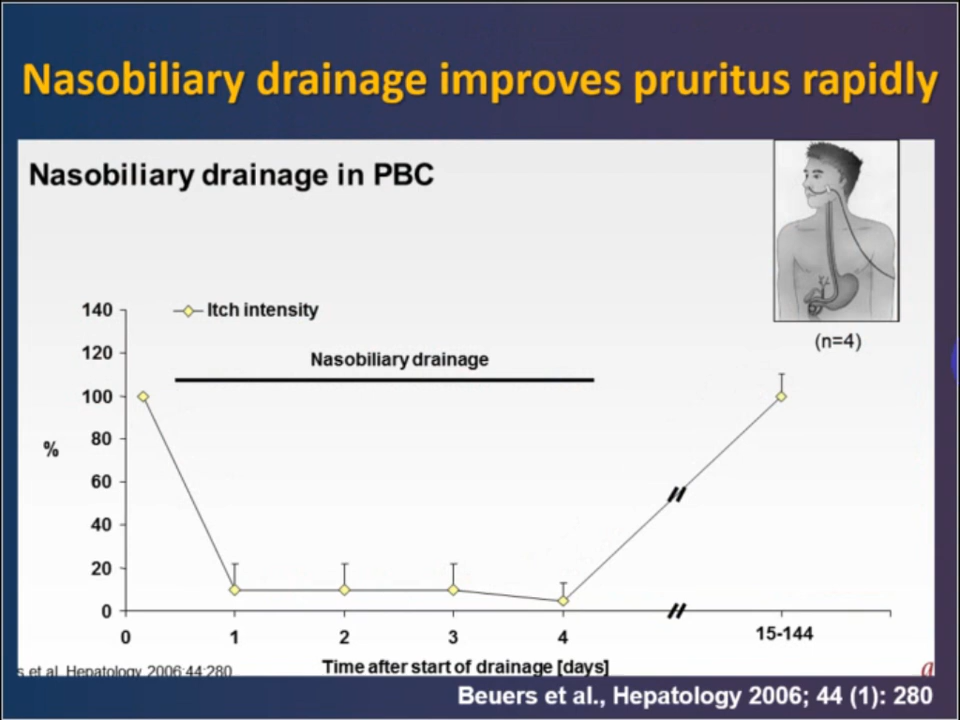 Nasobiliary drainage improves pruritus rapidly
Nasobiliary drainage in PBC
Itch intensity
Nasobiliary drainage
(n=4)
140
120
100
%
80
60
40
20
0
0 1 2 3 4 15-144
Time after start of drainage [days]
s et al. Hepatology 2006;44:280
a
Beuers et al., Hepatology 2006; 44 (1): 280